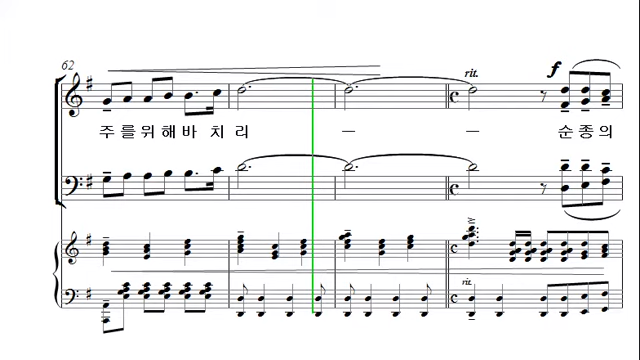 62
rit.
f
주 를 위 해 바 치 리 — — 순 종 의
rit.